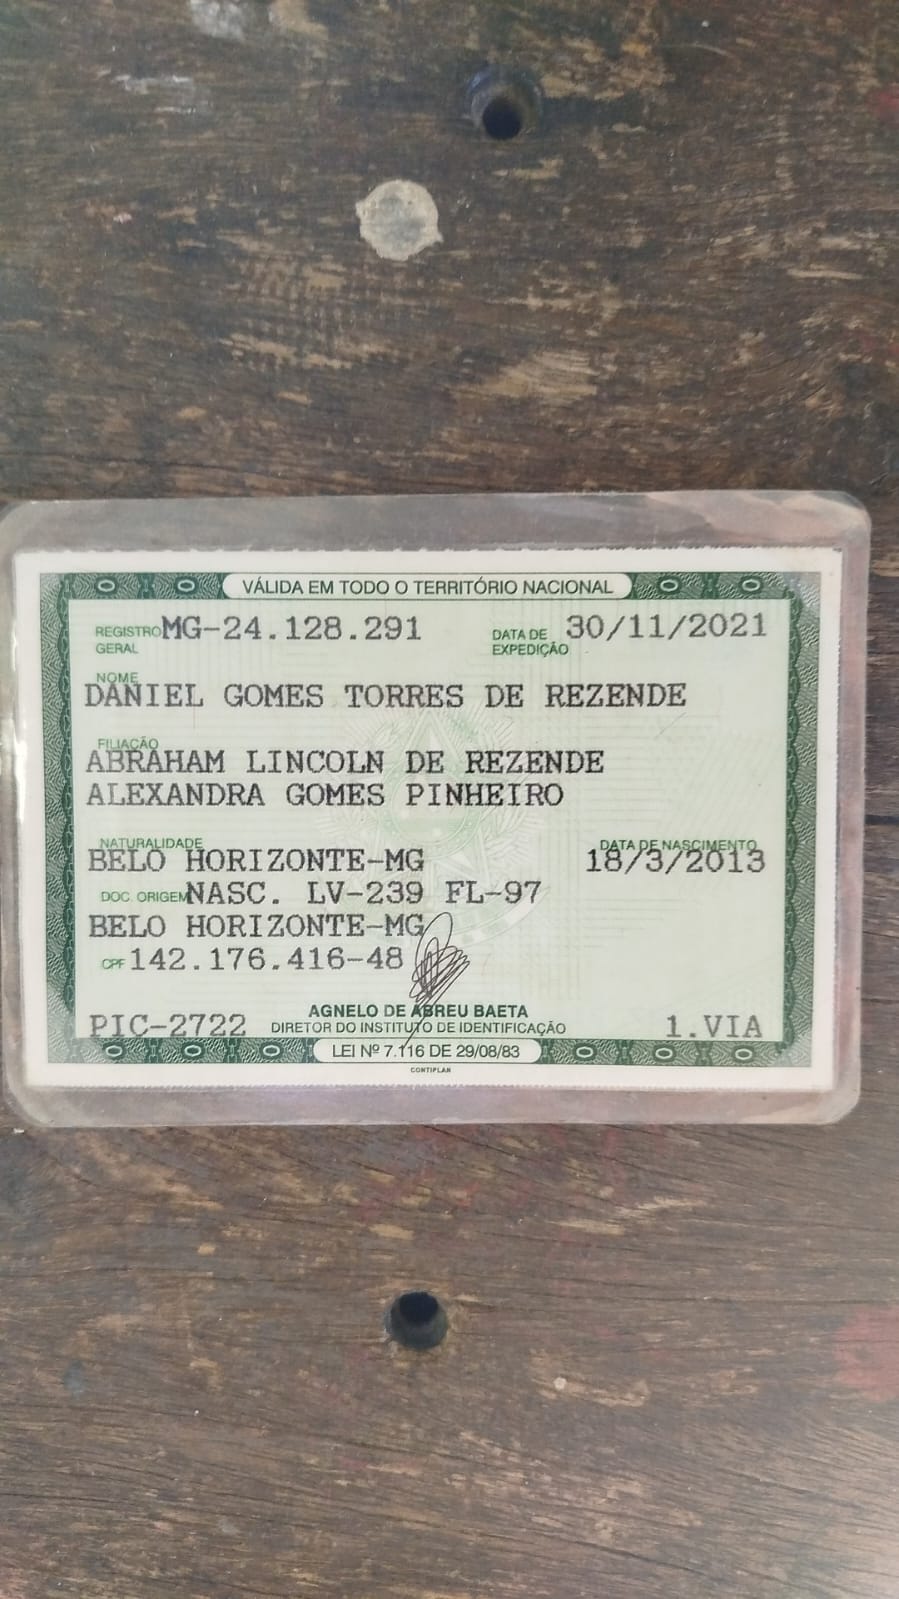 VÁLIDA EM TODO O TERRITÓRIO NACIONAL
REGISTRO GERAL MG-24.128.291 DATA DE EXPEDIÇÃO 30/11/2021
NOME
DANIEL GOMES TORRES DE REZENDE
FILIAÇÃO
ABRAHAM LINCOLN DE REZENDE
ALEXANDRA GOMES PINHEIRO
NATURALIDADE DATA DE NASCIMENTO
BELO HORIZONTE-MG 18/3/2013
DOC. ORIGEM NASC. LV-239 FL-97
BELO HORIZONTE-MG
CPF 142.176.416-48
AGNELO DE ABREU BAETA
PIC-2722 DIRETOR DO INSTITUTO DE IDENTIFICAÇÃO 1.VIA
LEI Nº 7.116 DE 29/08/83
CONTIPLAN